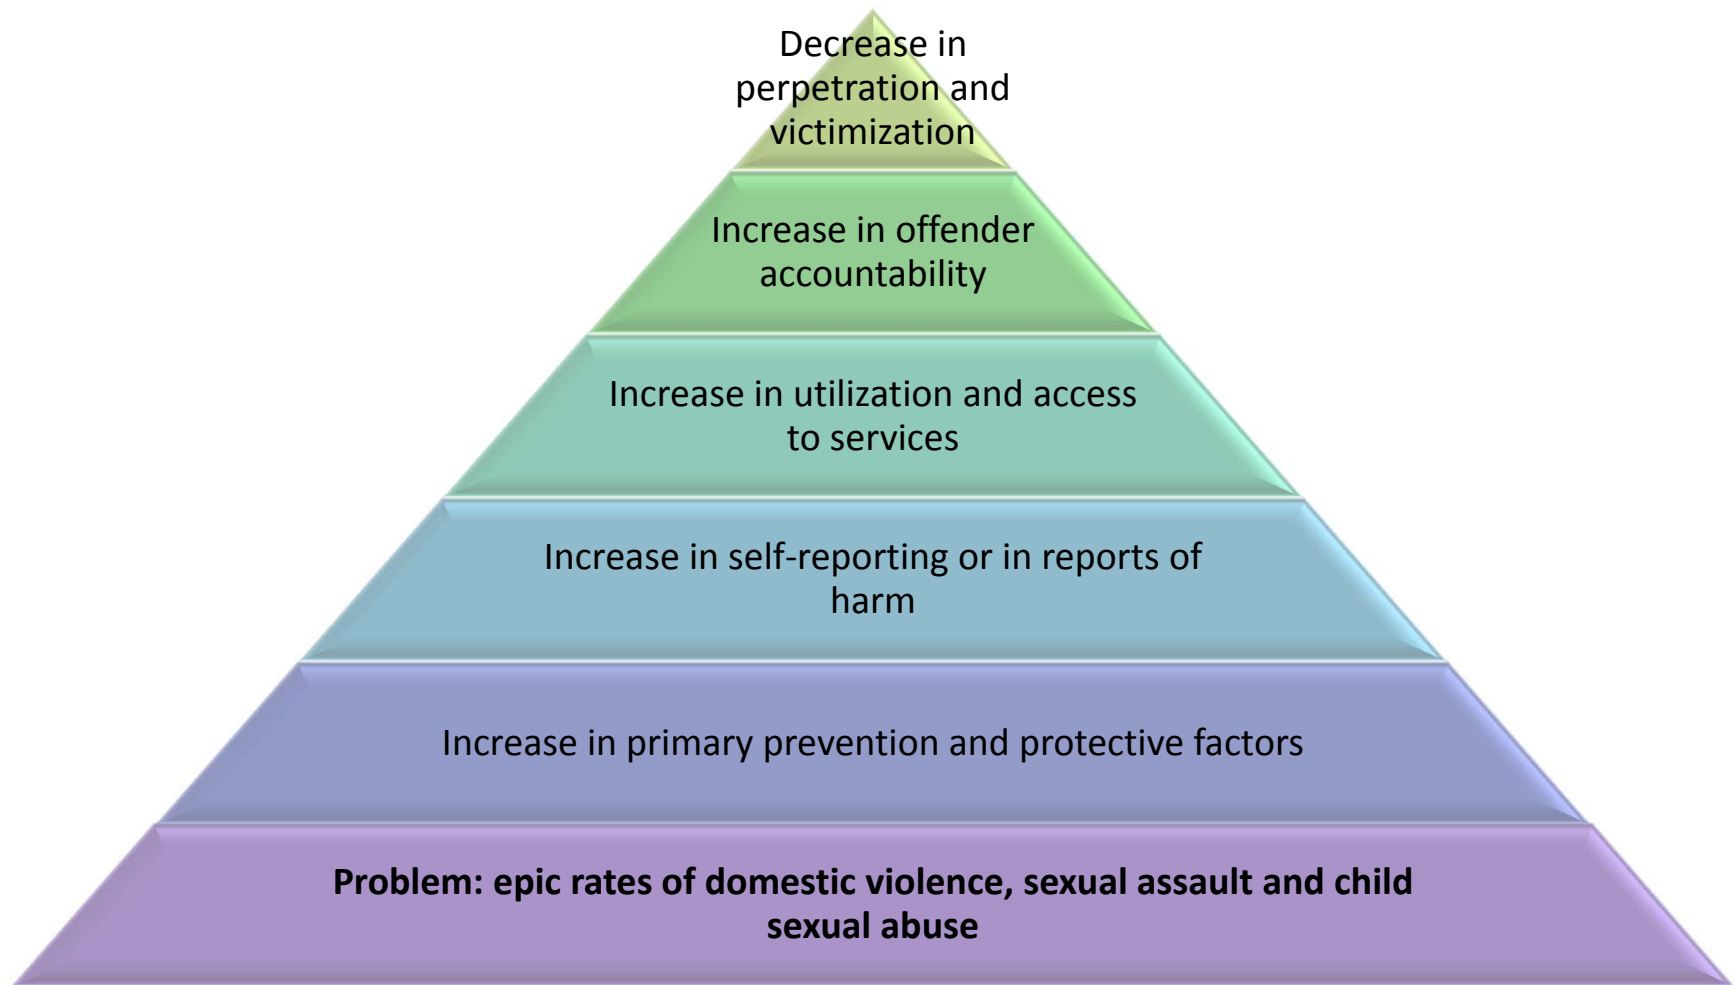 Decrease in
perpetration and
victimization
Increase in offender
accountability
Increase in utilization and access
to services
Increase in self-reporting or in reports of
harm
Increase in primary prevention and protective factors
Problem: epic rates of domestic violence, sexual assault and child
sexual abuse